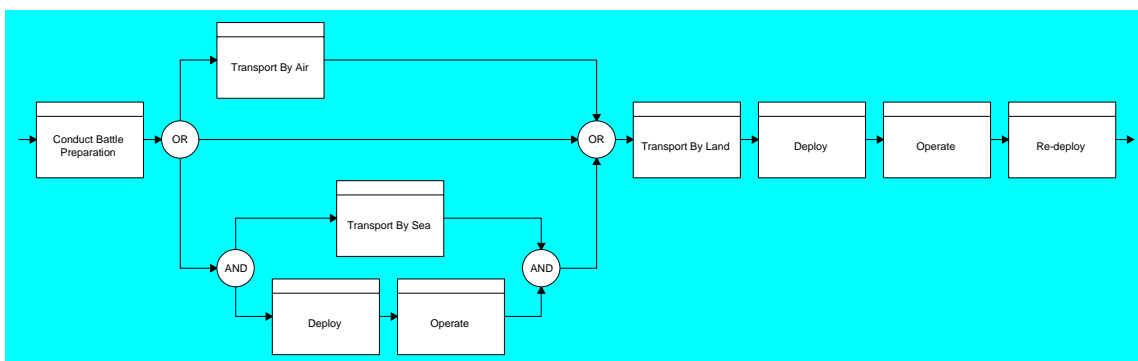 Transport By Air
Conduct Battle
Preparation
OR
OR
Transport By Land
Deploy
Operate
Re-deploy
Transport By Sea
AND
AND
Deploy
Operate